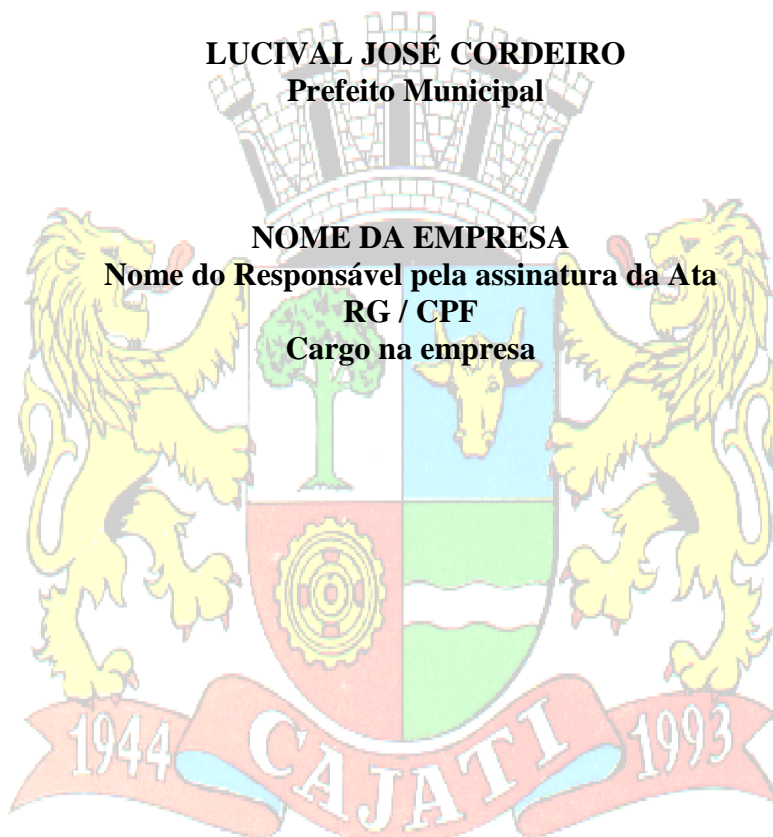 LUCIVAL JOSÉ CORDEIRO
Prefeito Municipal
NOME DA EMPRESA
Nome do Responsável pela assinatura da Ata
RG / CPF
Cargo na empresa
1944 CAJATI 1993